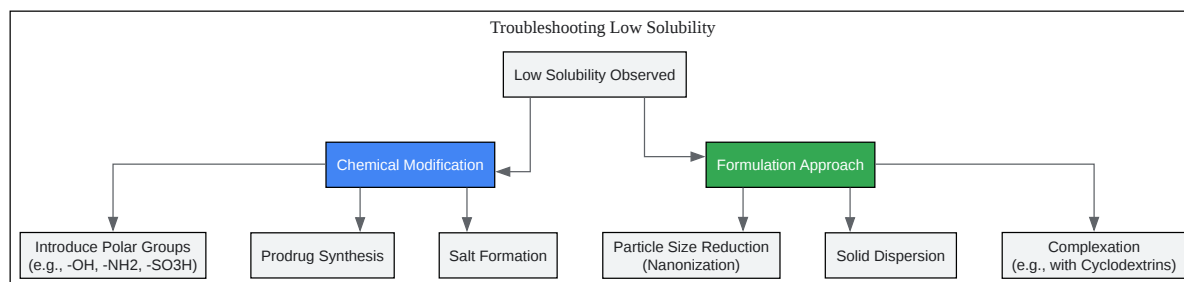 Troubleshooting Low Solubility
Low Solubility Observed
Chemical Modification
Formulation Approach
Introduce Polar Groups
(e.g., -OH, -NH2, -SO3H)
Prodrug Synthesis
Salt Formation
Particle Size Reduction
(Nanonization)
Solid Dispersion
Complexation
(e.g., with Cyclodextrins)